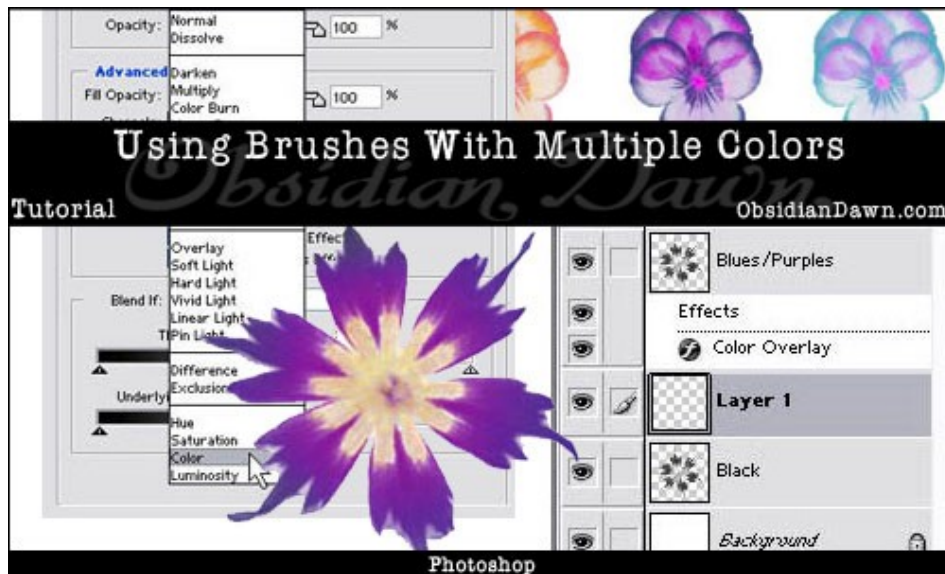 Opacity: 100 %
Normal
Dissolve
Advanced
Darken
Fill Opacity: 100 %
Multiply
Color Burn
Using Brushes With Multiple Colors
Obsidian Dawn
Tutorial
ObsidianDawn.com
Overlay
Soft Light
Hard Light
Blend If:
Vivid Light
Linear Light
Pin Light
Difference
Exclusion
Hue
Saturation
Color
Luminosity
Blues/Purples
Effects
Color Overlay
Layer 1
Black
Background
Photoshop